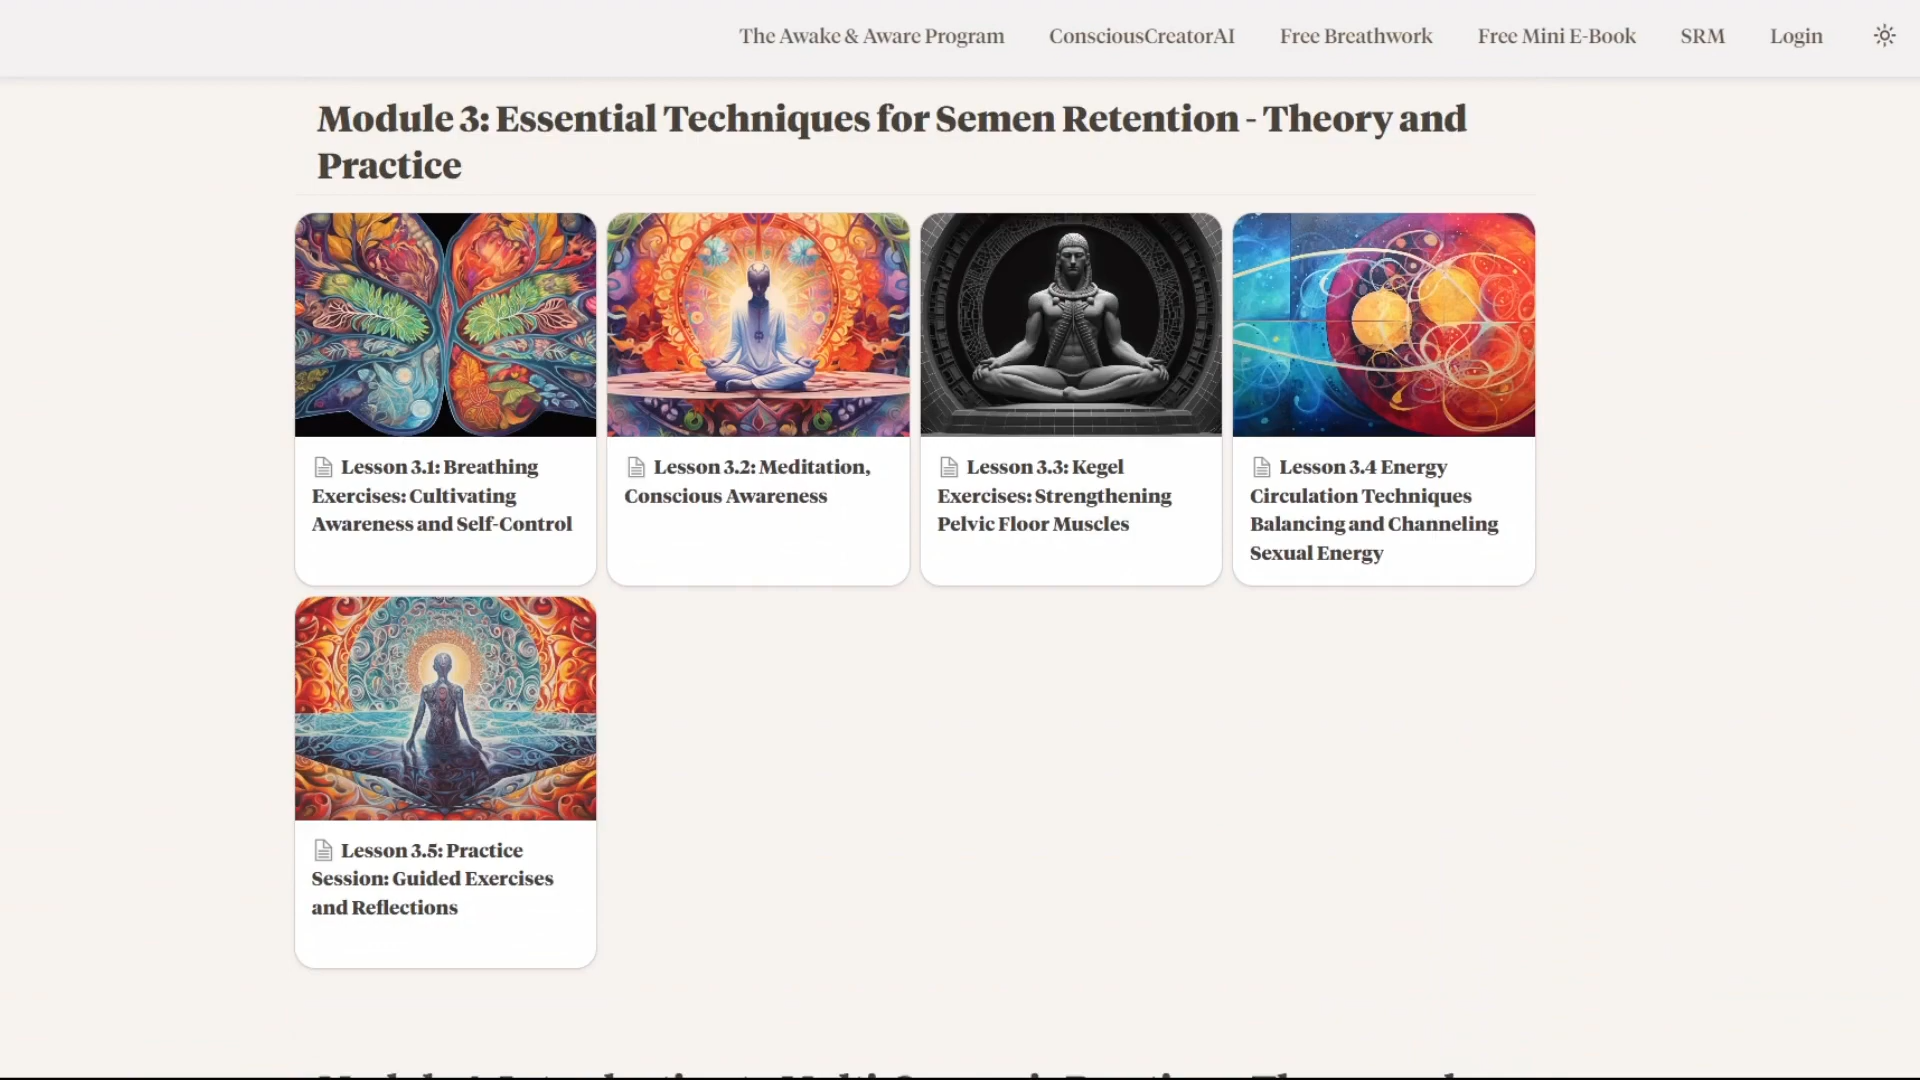 The Awake & Aware Program ConsciousCreatorAI Free Breathwork Free Mini E-Book SRM Login
Module 3: Essential Techniques for Semen Retention - Theory and
Practice
Lesson 3.1: Breathing
Exercises: Cultivating
Awareness and Self-Control
Lesson 3.2: Meditation,
Conscious Awareness
Lesson 3.3: Kegel
Exercises: Strengthening
Pelvic Floor Muscles
Lesson 3.4 Energy
Circulation Techniques
Balancing and Channeling
Sexual Energy
Lesson 3.5: Practice
Session: Guided Exercises
and Reflections